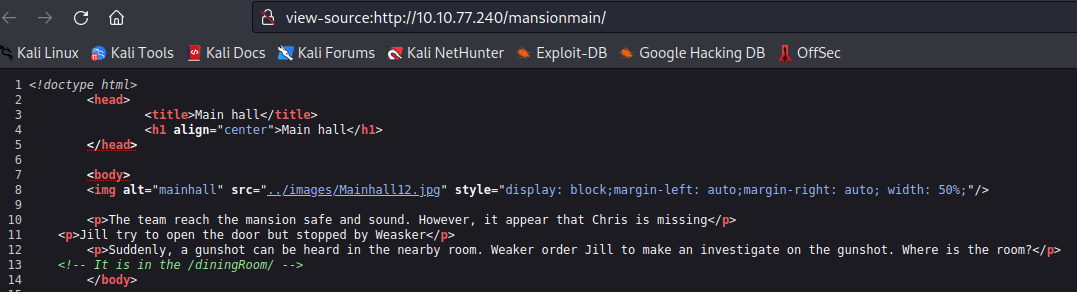 view-source:http://10.10.77.240/mansionmain/
Kali Linux Kali Tools Kali Docs Kali Forums Kali NetHunter Exploit-DB Google Hacking DB OffSec
1 <!doctype html>
2 <head>
3 <title>Main hall</title>
4 <h1 align="center">Main hall</h1>
5 </head>
6
7 <body>
8 <img alt="mainhall" src="../images/Mainhall12.jpg" style="display: block;margin-left: auto;margin-right: auto; width: 50%;"/>
9
10 <p>The team reach the mansion safe and sound. However, it appear that Chris is missing</p>
11 <p>Jill try to open the door but stopped by Weasker</p>
12 <p>Suddenly, a gunshot can be heard in the nearby room. Weaker order Jill to make an investigate on the gunshot. Where is the room?</p>
13 <!-- It is in the /diningRoom/ -->
14 </body>
15